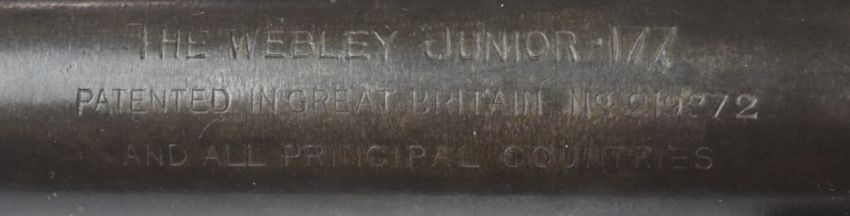 THE WEBLEY JUNIOR ·177
PATENTED IN GREAT BRITAIN No 219872
AND ALL PRINCIPAL COUNTRIES